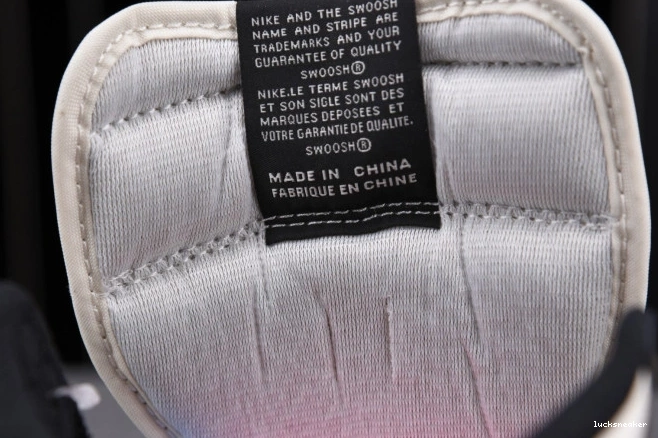 NIKE AND THE SWOOSH
NAME AND STRIPE ARE
TRADEMARKS AND YOUR
GUARANTEE OF QUALITY
SWOOSH®
NIKE.LE TERME SWOOSH
ET SON SIGLE SONT DES
MARQUES DEPOSEES ET
VOTRE GARANTIE DE QUALITE.
SWOOSH®
MADE IN CHINA
FABRIQUE EN CHINE
lucksneaker